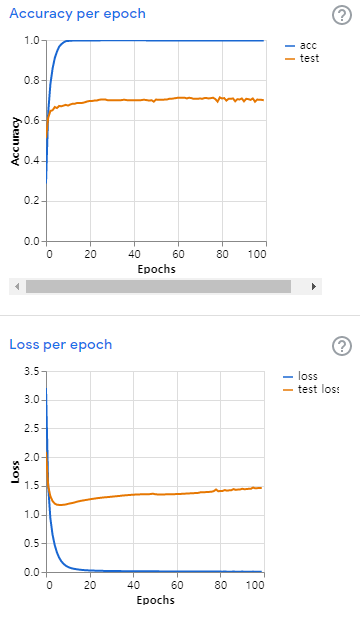 Accuracy per epoch
?
1.0
0.8
0.6
0.4
0.2
0.0
Accuracy
0 20 40 60 80 100
Epochs
acc
test
Loss per epoch
?
3.5
3.0
2.5
2.0
1.5
1.0
0.5
0.0
Loss
0 20 40 60 80 100
Epochs
loss
test loss